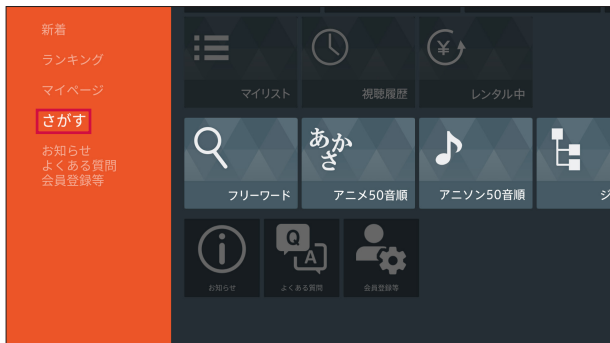 新着
ランキング
マイページ
さがす
お知らせ
よくある質問
会員登録等
マイリスト
視聴履歴
¥
レンタル中
フリーワード
あかさ
アニメ50音順
アニソン50音順
ジ
お知らせ
Q
A
よくある質問
会員登録等